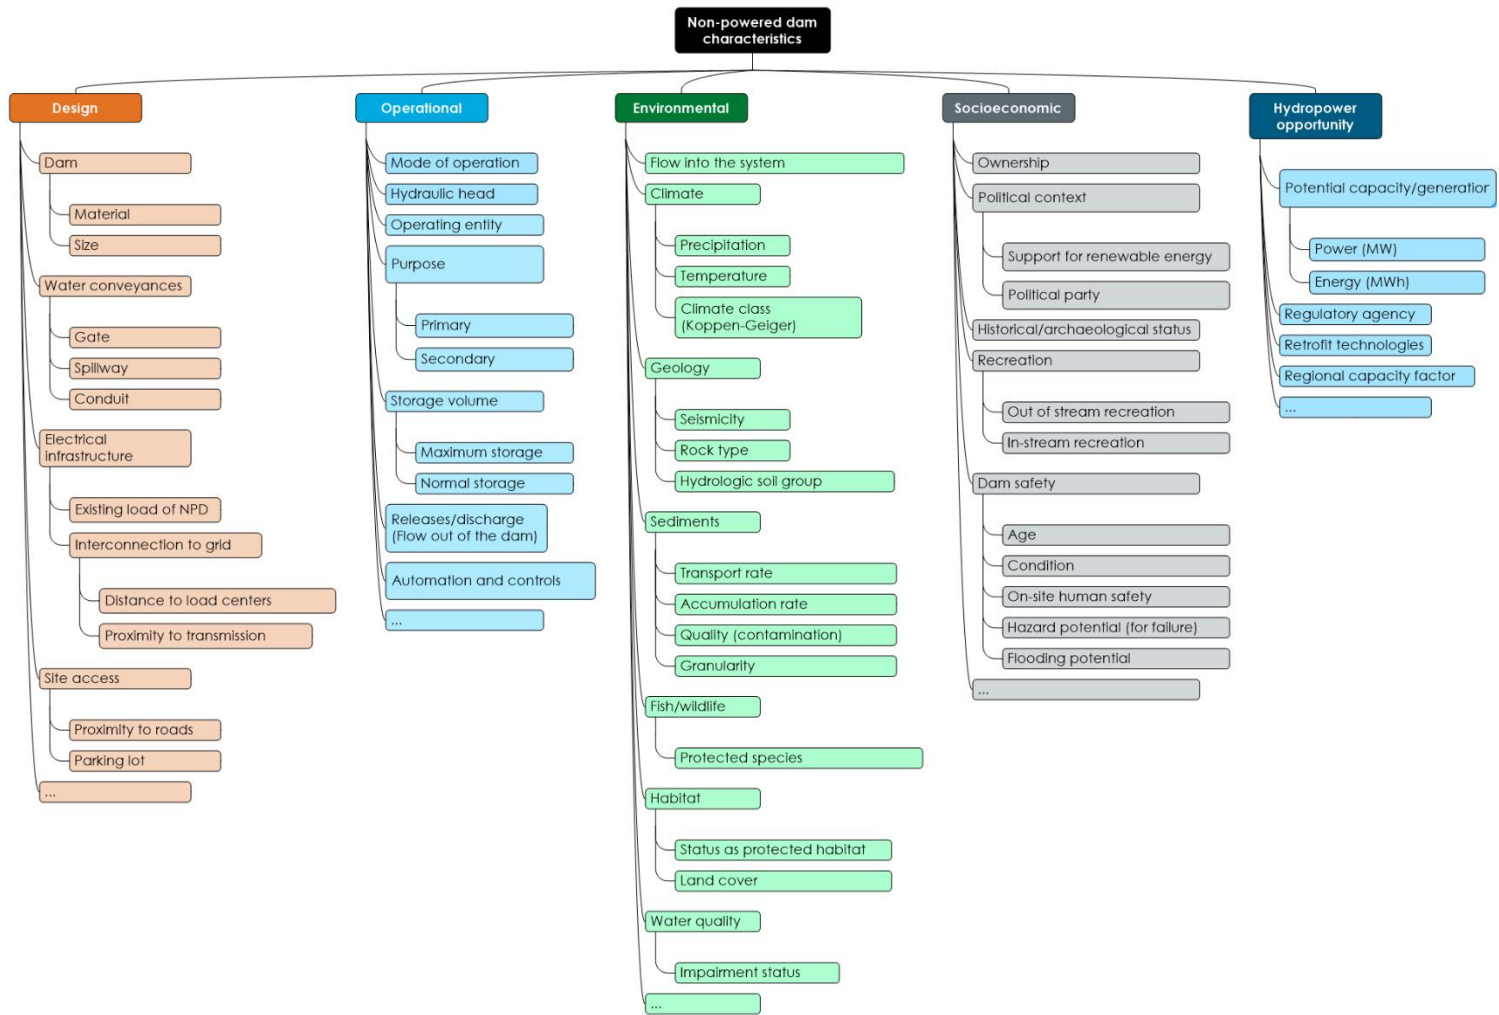 Non-powered dam
characteristics
Design
Dam
Material
Size
Water conveyances
Gate
Spillway
Conduit
Electrical
infrastructure
Existing load of NPD
Interconnection to grid
Distance to load centers
Proximity to transmission
Site access
Proximity to roads
Parking lot
...
Operational
Mode of operation
Hydraulic head
Operating entity
Purpose
Primary
Secondary
Storage volume
Maximum storage
Normal storage
Releases/discharge
(Flow out of the dam)
Automation and controls
...
Environmental
Flow into the system
Climate
Precipitation
Temperature
Climate class
(Koppen-Geiger)
Geology
Seismicity
Rock type
Hydrologic soil group
Sediments
Transport rate
Accumulation rate
Quality (contamination)
Granularity
Fish/wildlife
Protected species
Habitat
Status as protected habitat
Land cover
Water quality
Impairment status
...
Socioeconomic
Ownership
Political context
Support for renewable energy
Political party
Historical/archaeological status
Recreation
Out of stream recreation
In-stream recreation
Dam safety
Age
Condition
On-site human safety
Hazard potential (for failure)
Flooding potential
...
Hydropower
opportunity
Potential capacity/generation
Power (MW)
Energy (MWh)
Regulatory agency
Retrofit technologies
Regional capacity factor
...